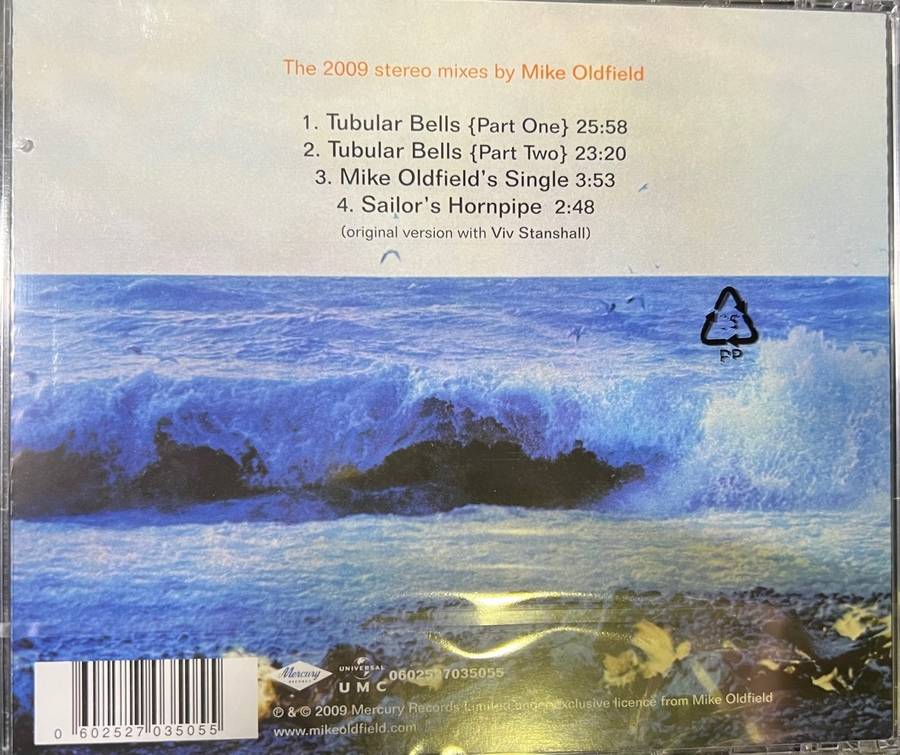 The 2009 stereo mixes by Mike Oldfield
1. Tubular Bells {Part One} 25:58
2. Tubular Bells {Part Two} 23:20
3. Mike Oldfield's Single 3:53
4. Sailor's Hornpipe 2:48
(original version with Viv Stanshall)
5
PP
Mercury
RECORDS
UNIVERSAL
UMC
0602527035055
℗ & © 2009 Mercury Records Limited under exclusive licence from Mike Oldfield
www.mikeoldfield.com
0 602527 035055